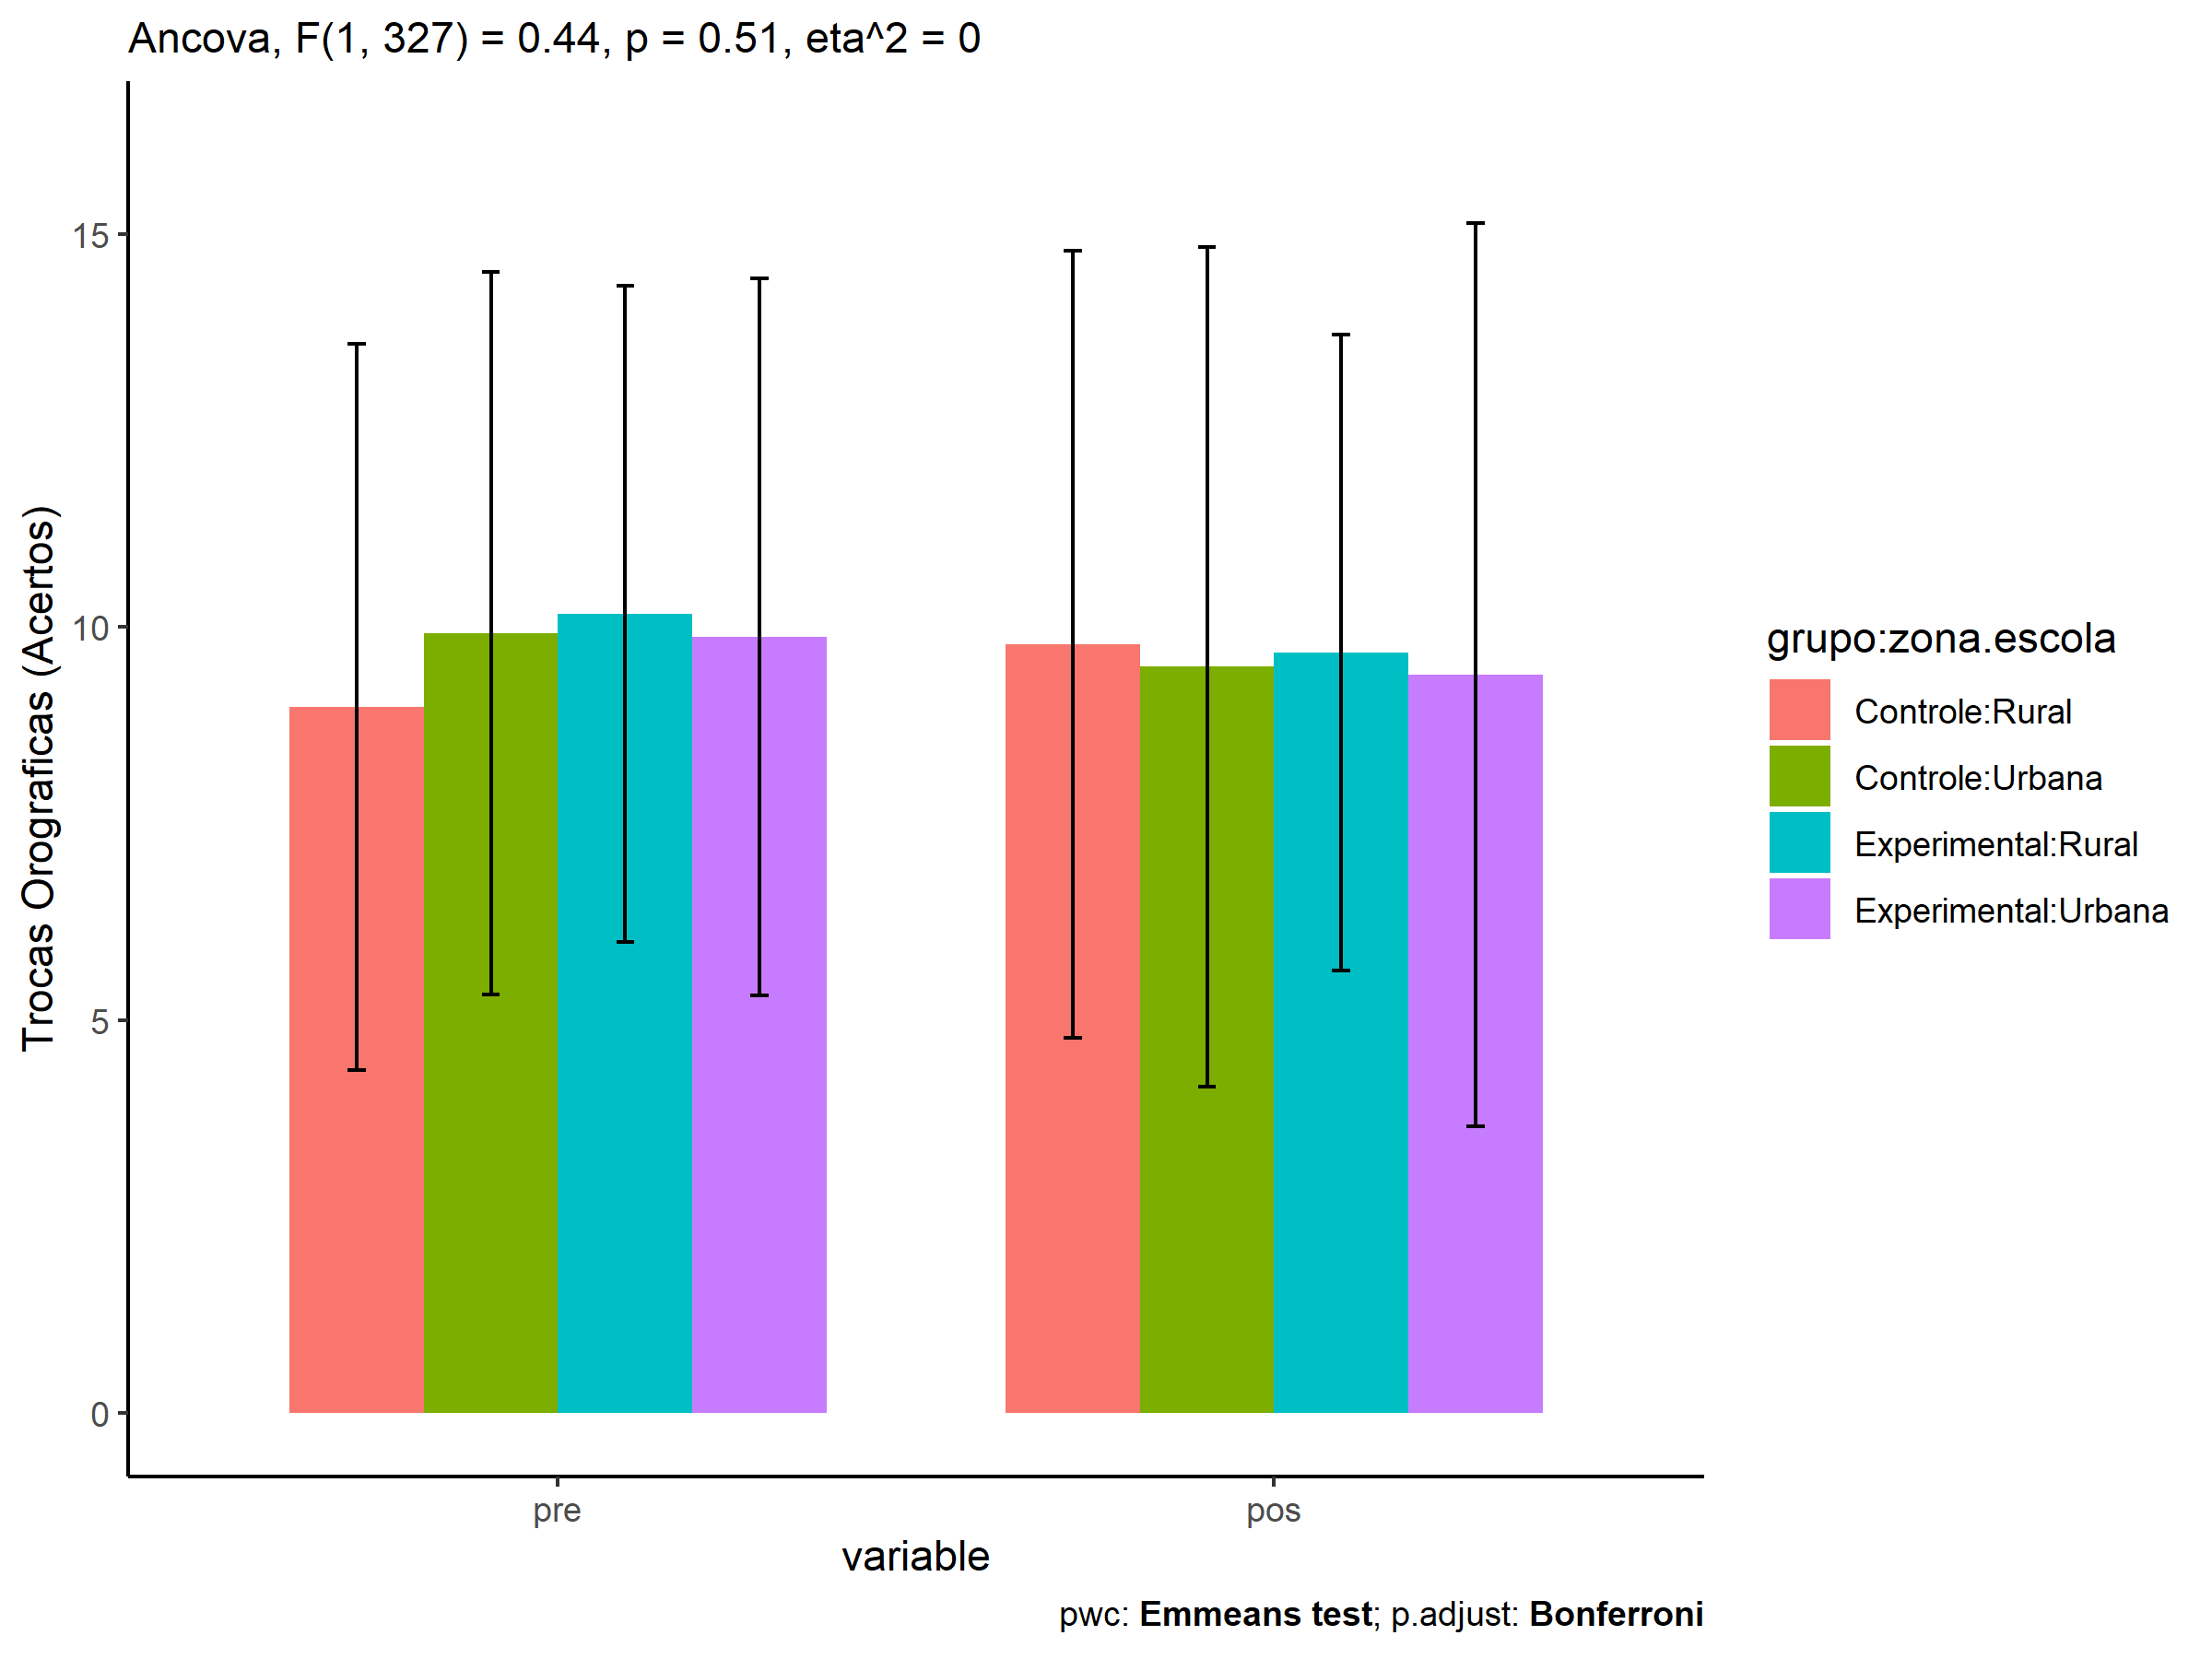 Ancova, F(1, 327) = 0.44, p = 0.51, eta^2 = 0
Trocas Orograficas (Acertos)
15
10
5
0
pre
pos
variable
grupo:zona.escola
Controle:Rural
Controle:Urbana
Experimental:Rural
Experimental:Urbana
pwc: Emmeans test; p.adjust: Bonferroni